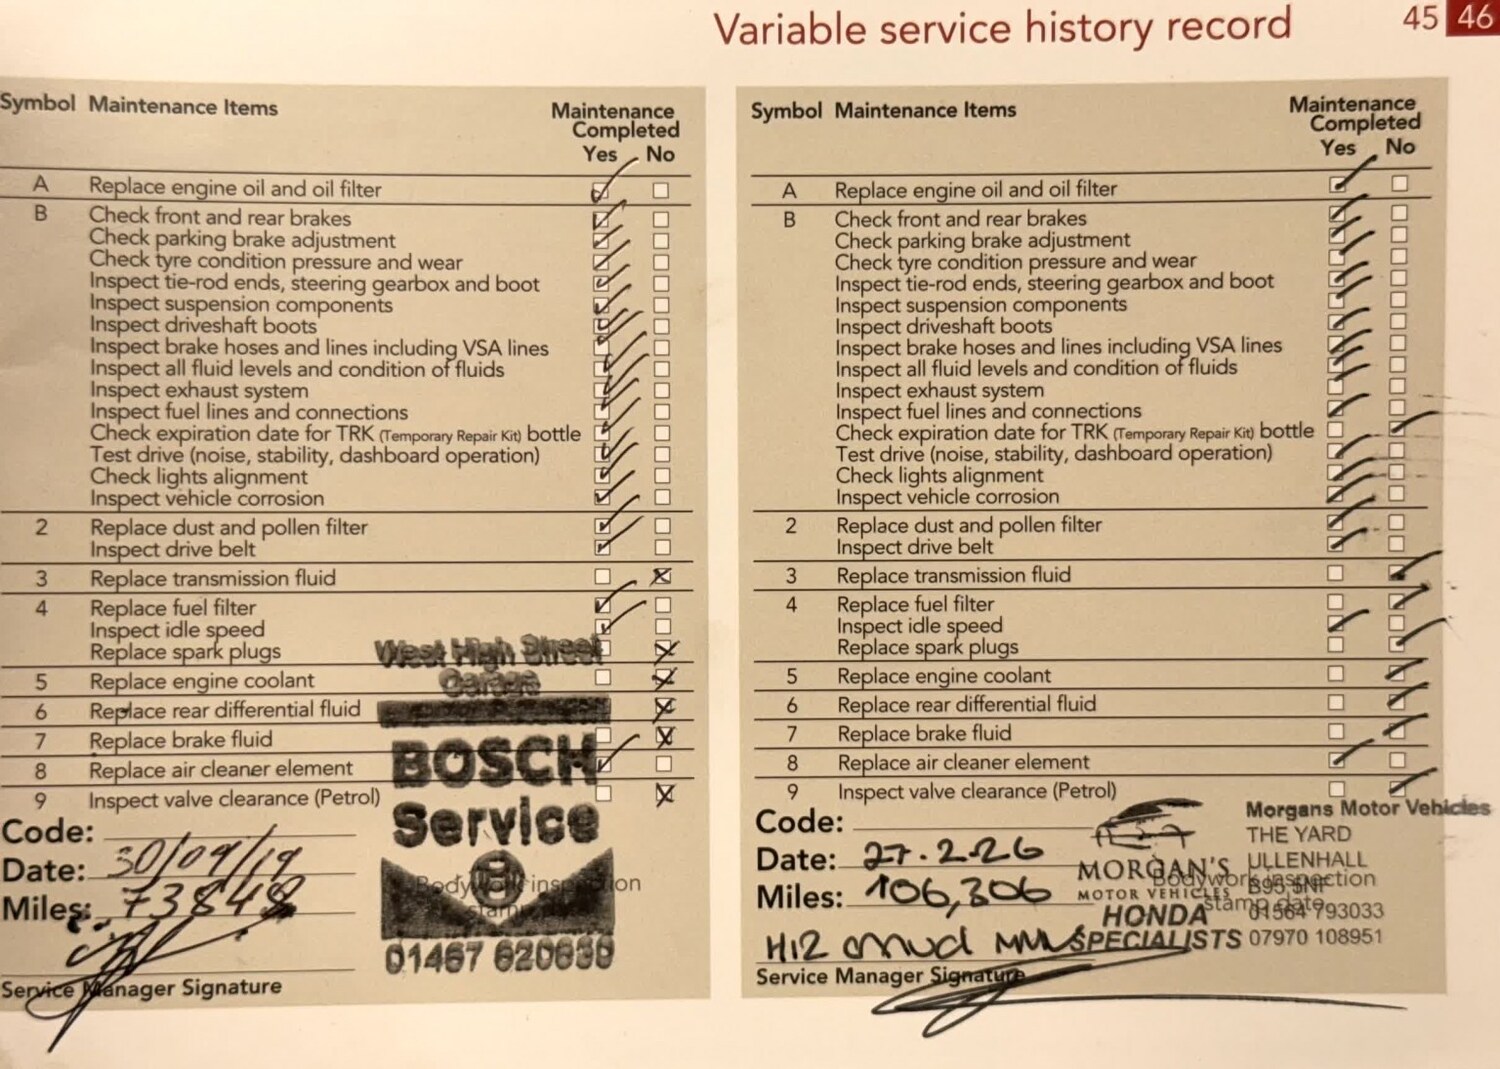 Variable service history record
45 46
Symbol Maintenance Items
Maintenance
Completed
Yes No
A Replace engine oil and oil filter
B Check front and rear brakes
Check parking brake adjustment
Check tyre condition pressure and wear
Inspect tie-rod ends, steering gearbox and boot
Inspect suspension components
Inspect driveshaft boots
Inspect brake hoses and lines including VSA lines
Inspect all fluid levels and condition of fluids
Inspect exhaust system
Inspect fuel lines and connections
Check expiration date for TRK (Temporary Repair Kit) bottle
Test drive (noise, stability, dashboard operation)
Check lights alignment
Inspect vehicle corrosion
2 Replace dust and pollen filter
Inspect drive belt
3 Replace transmission fluid
4 Replace fuel filter
Inspect idle speed
Replace spark plugs
5 Replace engine coolant
6 Replace rear differential fluid
7 Replace brake fluid
8 Replace air cleaner element
9 Inspect valve clearance (Petrol)
West High Street
Garage
BOSCH
Service
Bodywork inspection
stamp
01467 620630
Code:
Date: 30/09/19
Miles: 73848
Service Manager Signature
Symbol Maintenance Items
Maintenance
Completed
Yes No
A Replace engine oil and oil filter
B Check front and rear brakes
Check parking brake adjustment
Check tyre condition pressure and wear
Inspect tie-rod ends, steering gearbox and boot
Inspect suspension components
Inspect driveshaft boots
Inspect brake hoses and lines including VSA lines
Inspect all fluid levels and condition of fluids
Inspect exhaust system
Inspect fuel lines and connections
Check expiration date for TRK (Temporary Repair Kit) bottle
Test drive (noise, stability, dashboard operation)
Check lights alignment
Inspect vehicle corrosion
2 Replace dust and pollen filter
Inspect drive belt
3 Replace transmission fluid
4 Replace fuel filter
Inspect idle speed
Replace spark plugs
5 Replace engine coolant
6 Replace rear differential fluid
7 Replace brake fluid
8 Replace air cleaner element
9 Inspect valve clearance (Petrol)
Code:
Date: 27.2.26
Miles: 106,306
Service Manager Signature
MORGAN'S
MOTOR VEHICLES
HONDA
SPECIALISTS
Morgans Motor Vehicles
THE YARD
ULLENHALL
B95 5NF
01564 793033
07970 108951
Bodywork inspection
stamp date